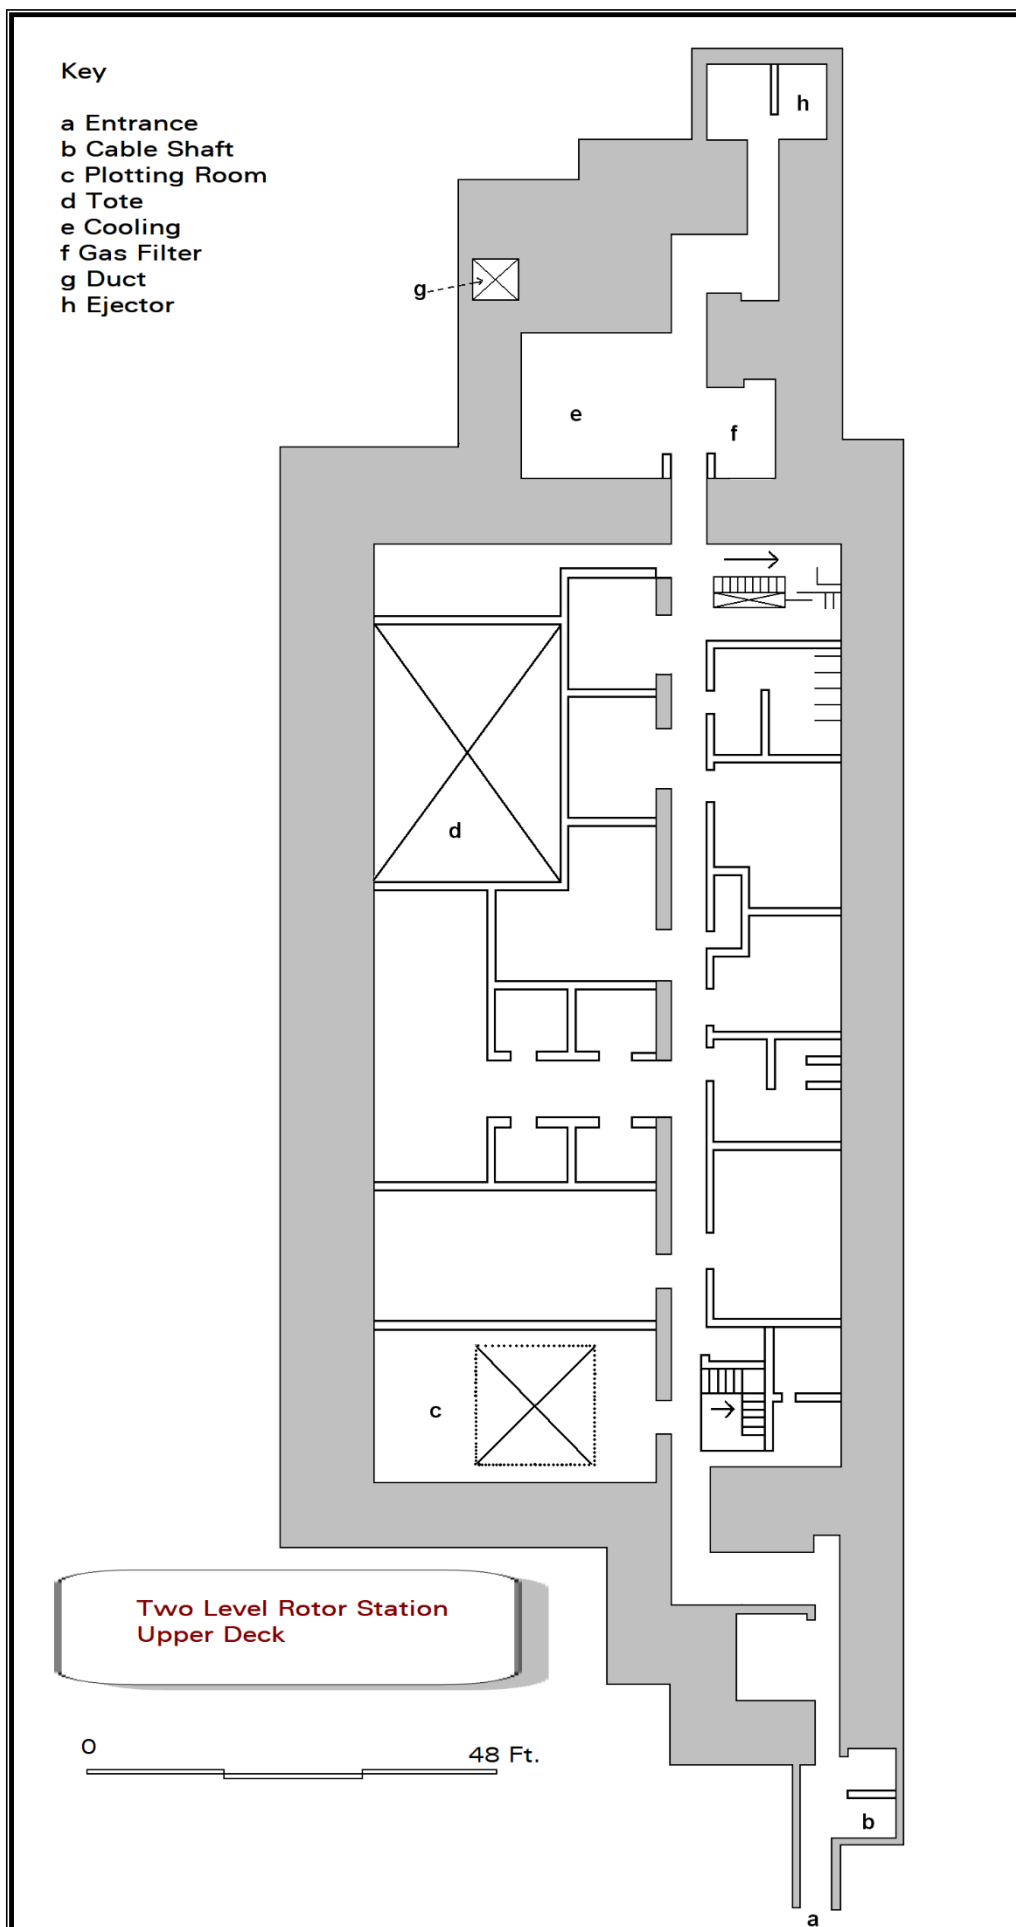 Key
a Entrance
b Cable Shaft
c Plotting Room
d Tote
e Cooling
f Gas Filter
g Duct
h Ejector
h
g
e
f
d
c
Two Level Rotor Station
Upper Deck
0
48 Ft.
b
a